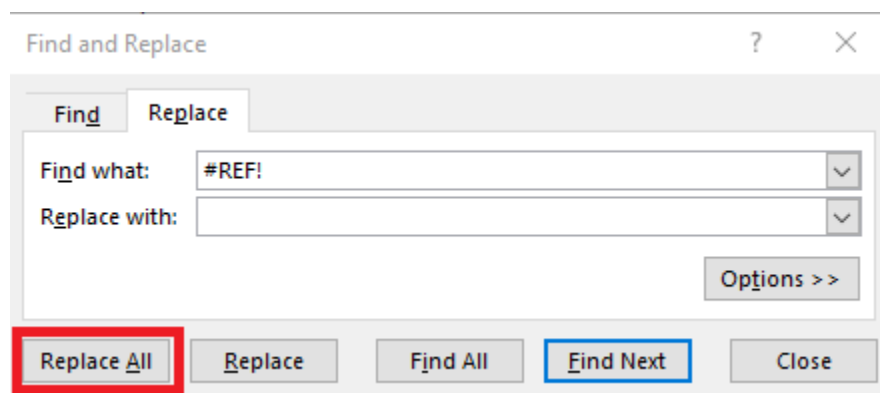 Find and Replace ?
Find Replace
Find what: #REF!
Replace with:
Options >>
Replace All Replace Find All Find Next Close